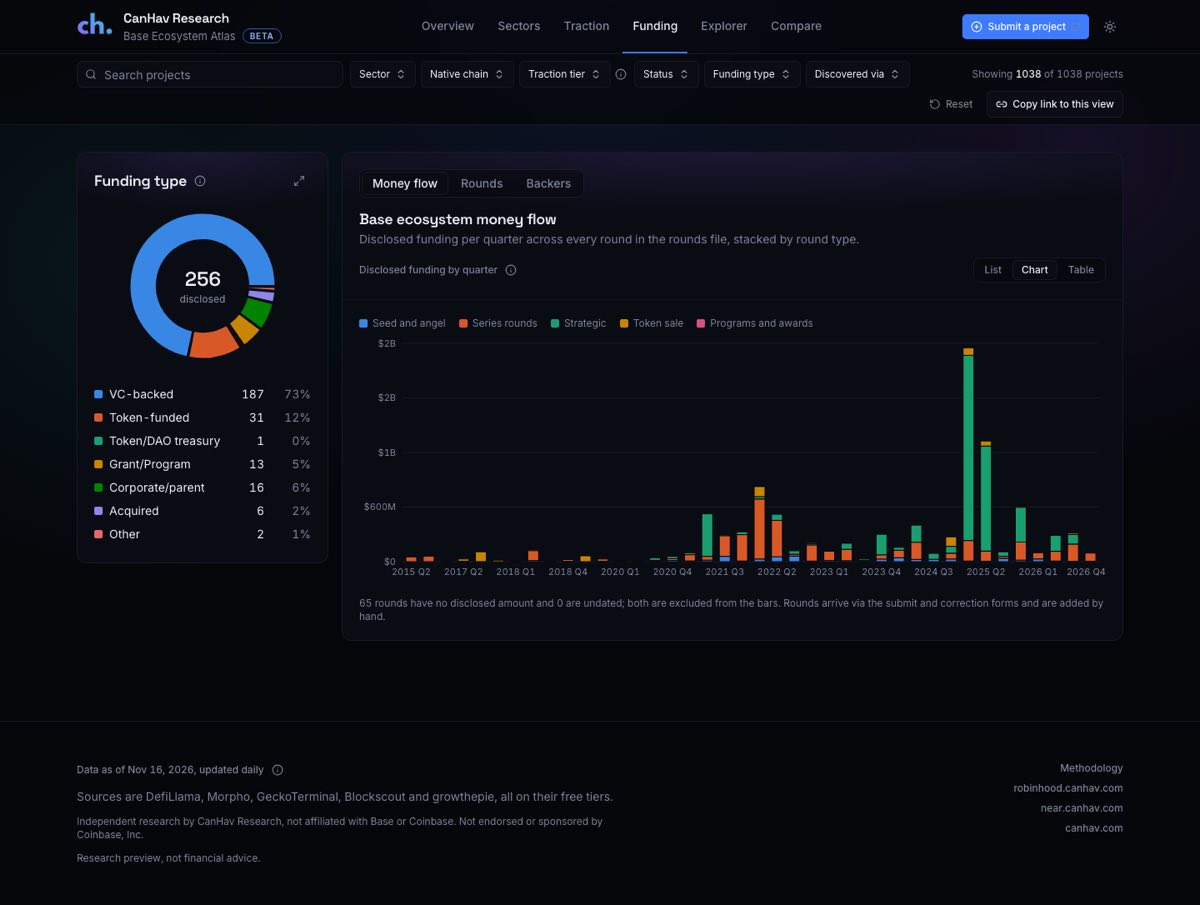 ch. CanHav Research
Base Ecosystem Atlas BETA
Overview Sectors Traction Funding Explorer Compare
Submit a project
Search projects
Sector Native chain Traction tier Status Funding type Discovered via
Showing 1038 of 1038 projects
Reset Copy link to this view
Funding type
256
disclosed
VC-backed 187 73%
Token-funded 31 12%
Token/DAO treasury 1 0%
Grant/Program 13 5%
Corporate/parent 16 6%
Acquired 6 2%
Other 2 1%
Money flow Rounds Backers
Base ecosystem money flow
Disclosed funding per quarter across every round in the rounds file, stacked by round type.
Disclosed funding by quarter
List Chart Table
Seed and angel Series rounds Strategic Token sale Programs and awards
$2B
$2B
$1B
$600M
$0
2015 Q2 2017 Q2 2018 Q1 2018 Q4 2020 Q1 2020 Q4 2021 Q3 2022 Q2 2023 Q1 2023 Q4 2024 Q3 2025 Q2 2026 Q1 2026 Q4
65 rounds have no disclosed amount and 0 are undated; both are excluded from the bars. Rounds arrive via the submit and correction forms and are added by
hand.
Data as of Nov 16, 2026, updated daily
Sources are DefiLlama, Morpho, GeckoTerminal, Blockscout and growthepie, all on their free tiers.
Independent research by CanHav Research, not affiliated with Base or Coinbase. Not endorsed or sponsored by
Coinbase, Inc.
Research preview, not financial advice.
Methodology
robinhood.canhav.com
near.canhav.com
canhav.com